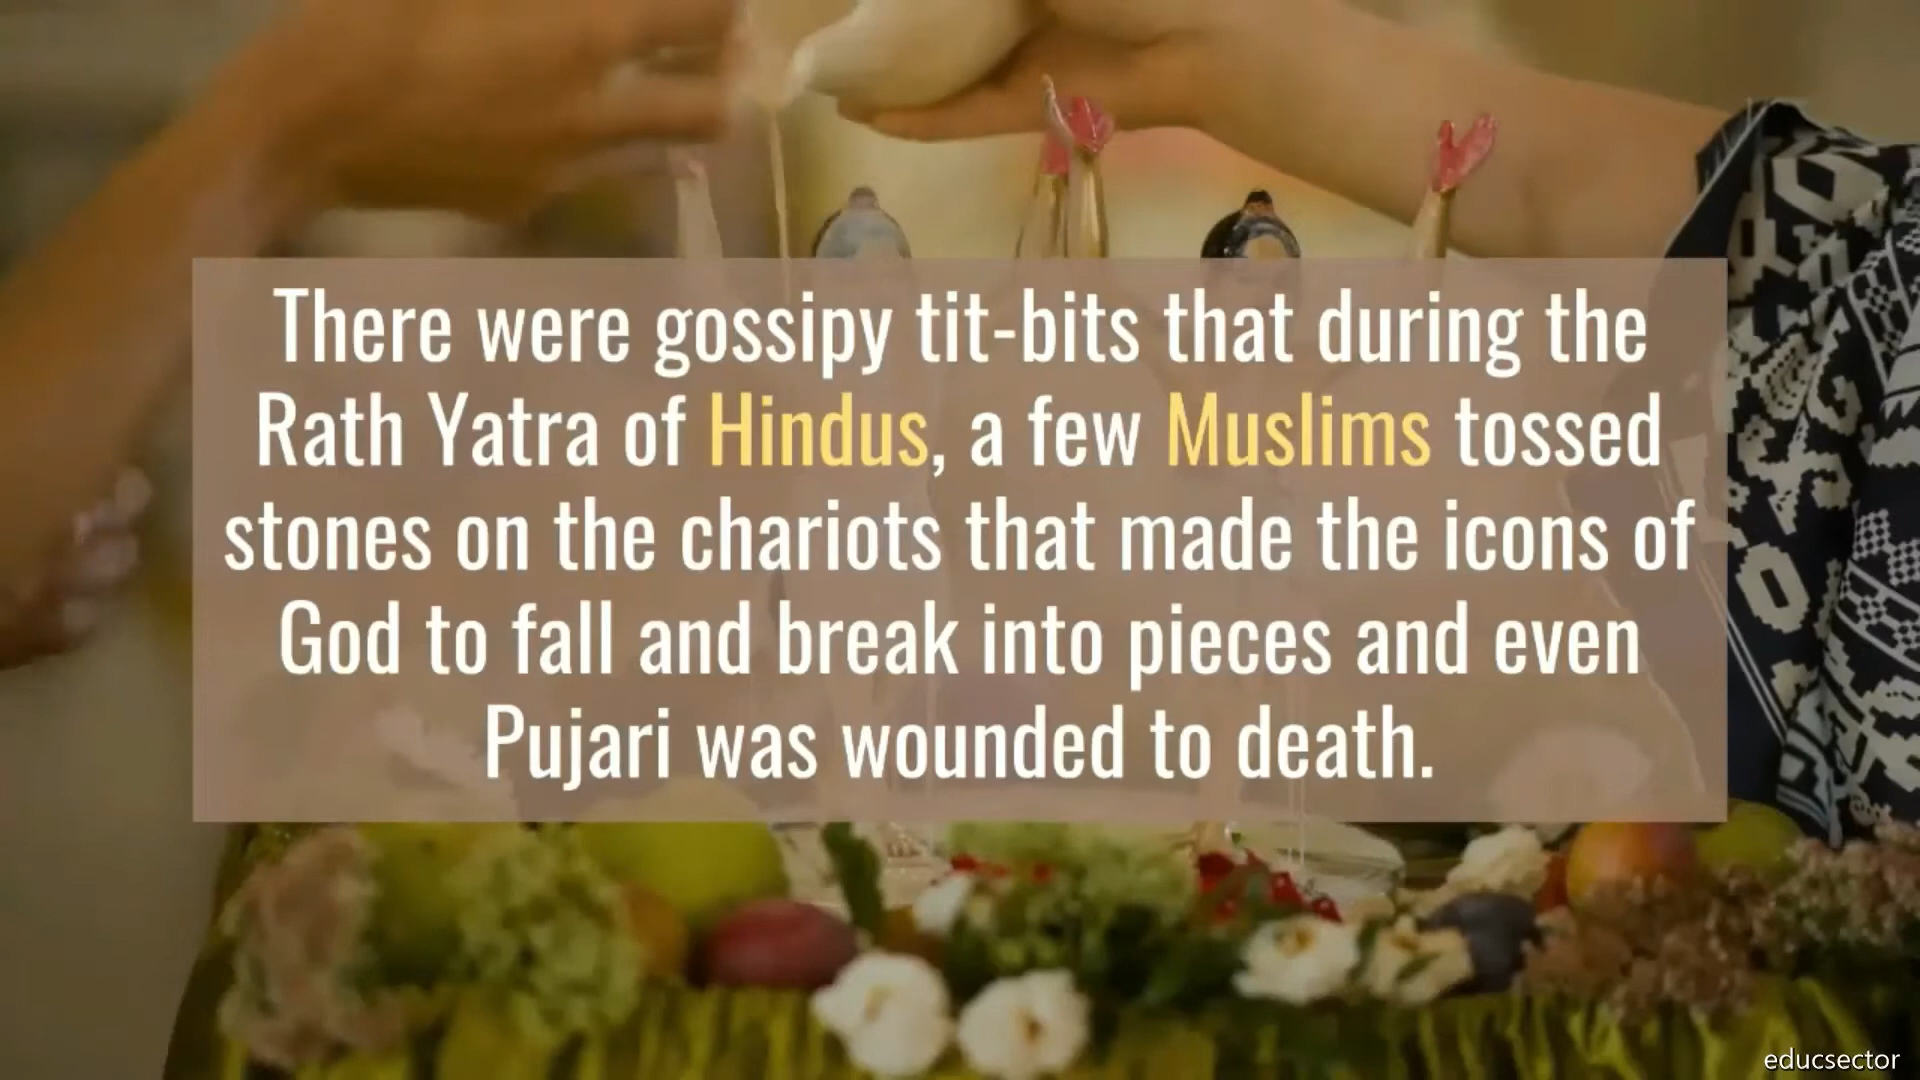 There were gossipy tit-bits that during the
Rath Yatra of Hindus, a few Muslims tossed
stones on the chariots that made the icons of
God to fall and break into pieces and even
Pujari was wounded to death.
educsector